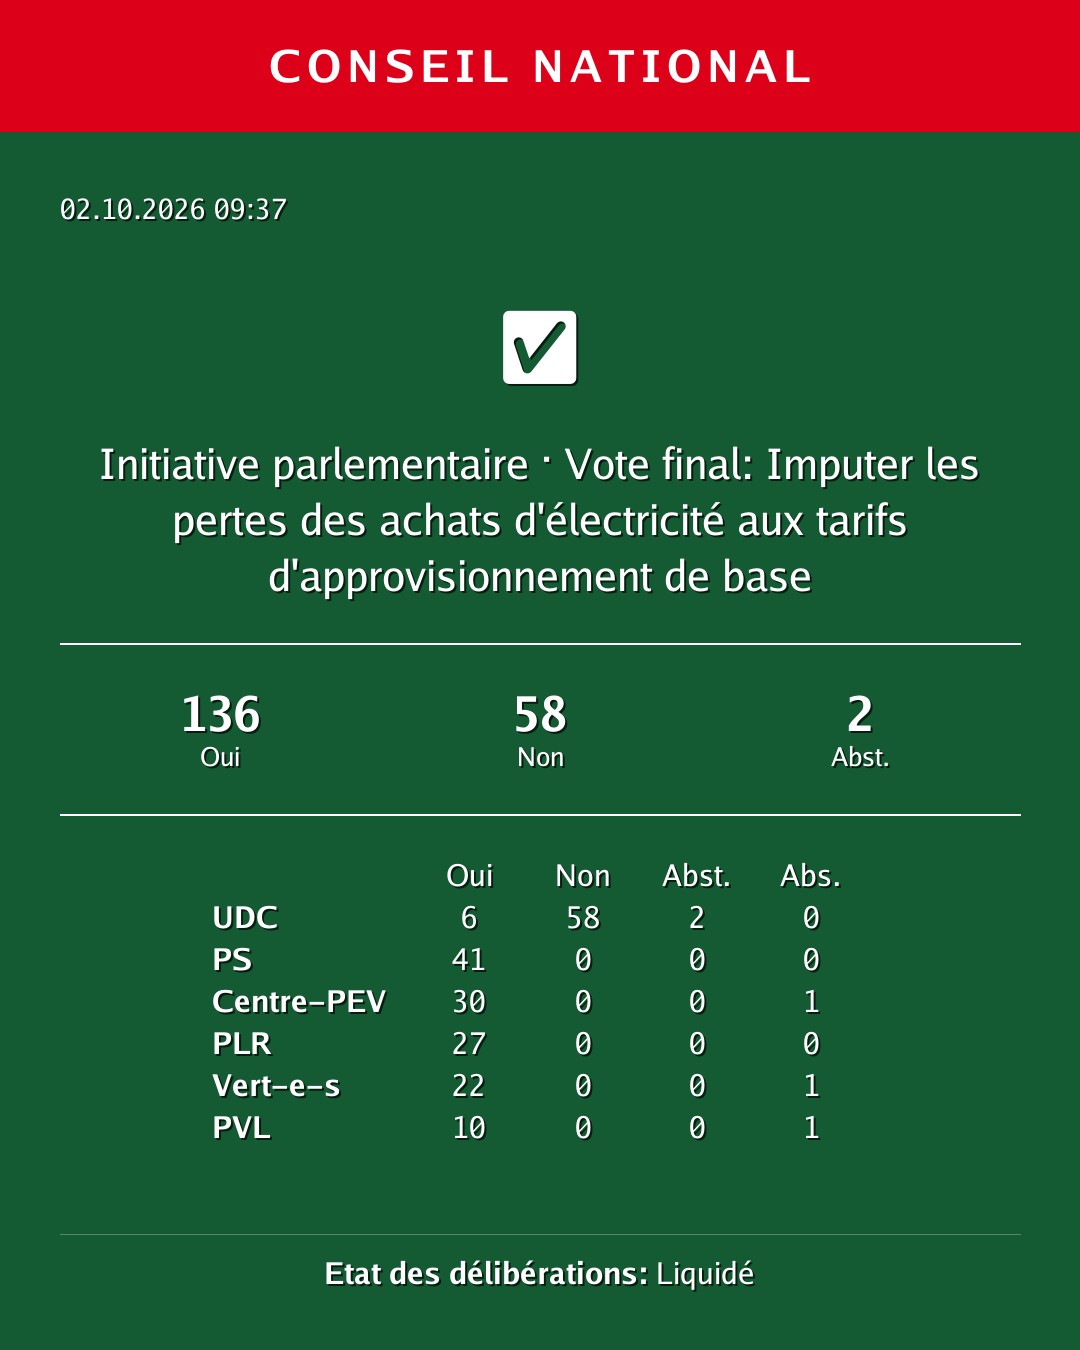 CONSEIL NATIONAL
02.10.2026 09:37
Initiative parlementaire · Vote final: Imputer les
pertes des achats d'électricité aux tarifs
d'approvisionnement de base
136 58 2
Oui Non Abst.
Oui Non Abst. Abs.
UDC 6 58 2 0
PS 41 0 0 0
Centre-PEV 30 0 0 1
PLR 27 0 0 0
Vert-e-s 22 0 0 1
PVL 10 0 0 1
Etat des délibérations: Liquidé